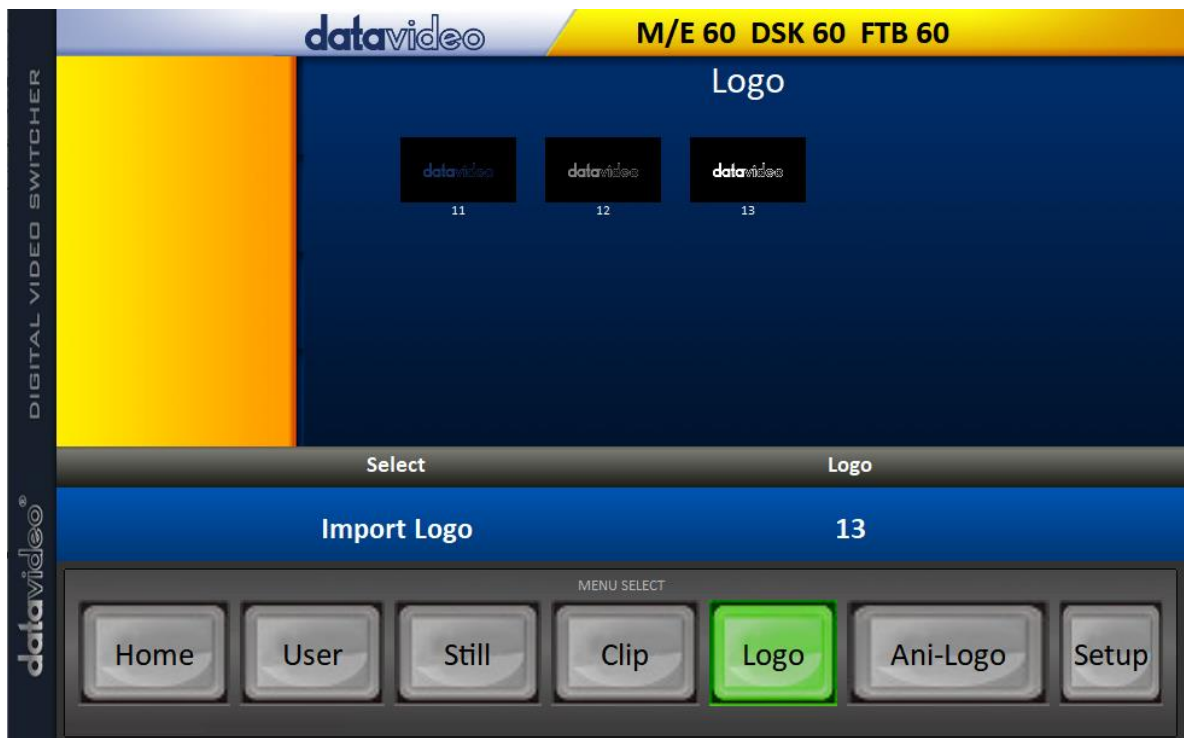 datavideo
M/E 60 DSK 60 FTB 60
DIGITAL VIDEO SWITCHER
datavideo®
Logo
datavideo
datavideo
datavideo
11
12
13
Select
Logo
Import Logo
13
MENU SELECT
Home
User
Still
Clip
Logo
Ani-Logo
Setup